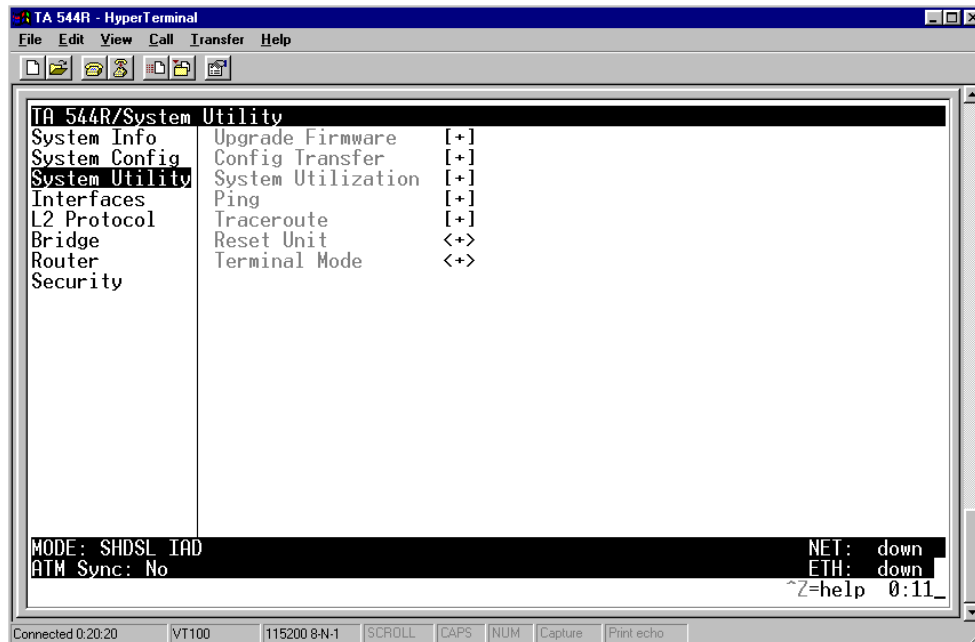 TA 544R - HyperTerminal
File Edit View Call Transfer Help
TA 544R/System Utility
System Info Upgrade Firmware [+]
System Config Config Transfer [+]
System Utility System Utilization [+]
Interfaces Ping [+]
L2 Protocol Traceroute [+]
Bridge Reset Unit <+>
Router Terminal Mode <+>
Security
MODE: SHDSL IAD NET: down
ATM Sync: No ETH: down
^Z=help 0:11_
Connected 0:20:20 VT100 115200 8-N-1 SCROLL CAPS NUM Capture Print echo